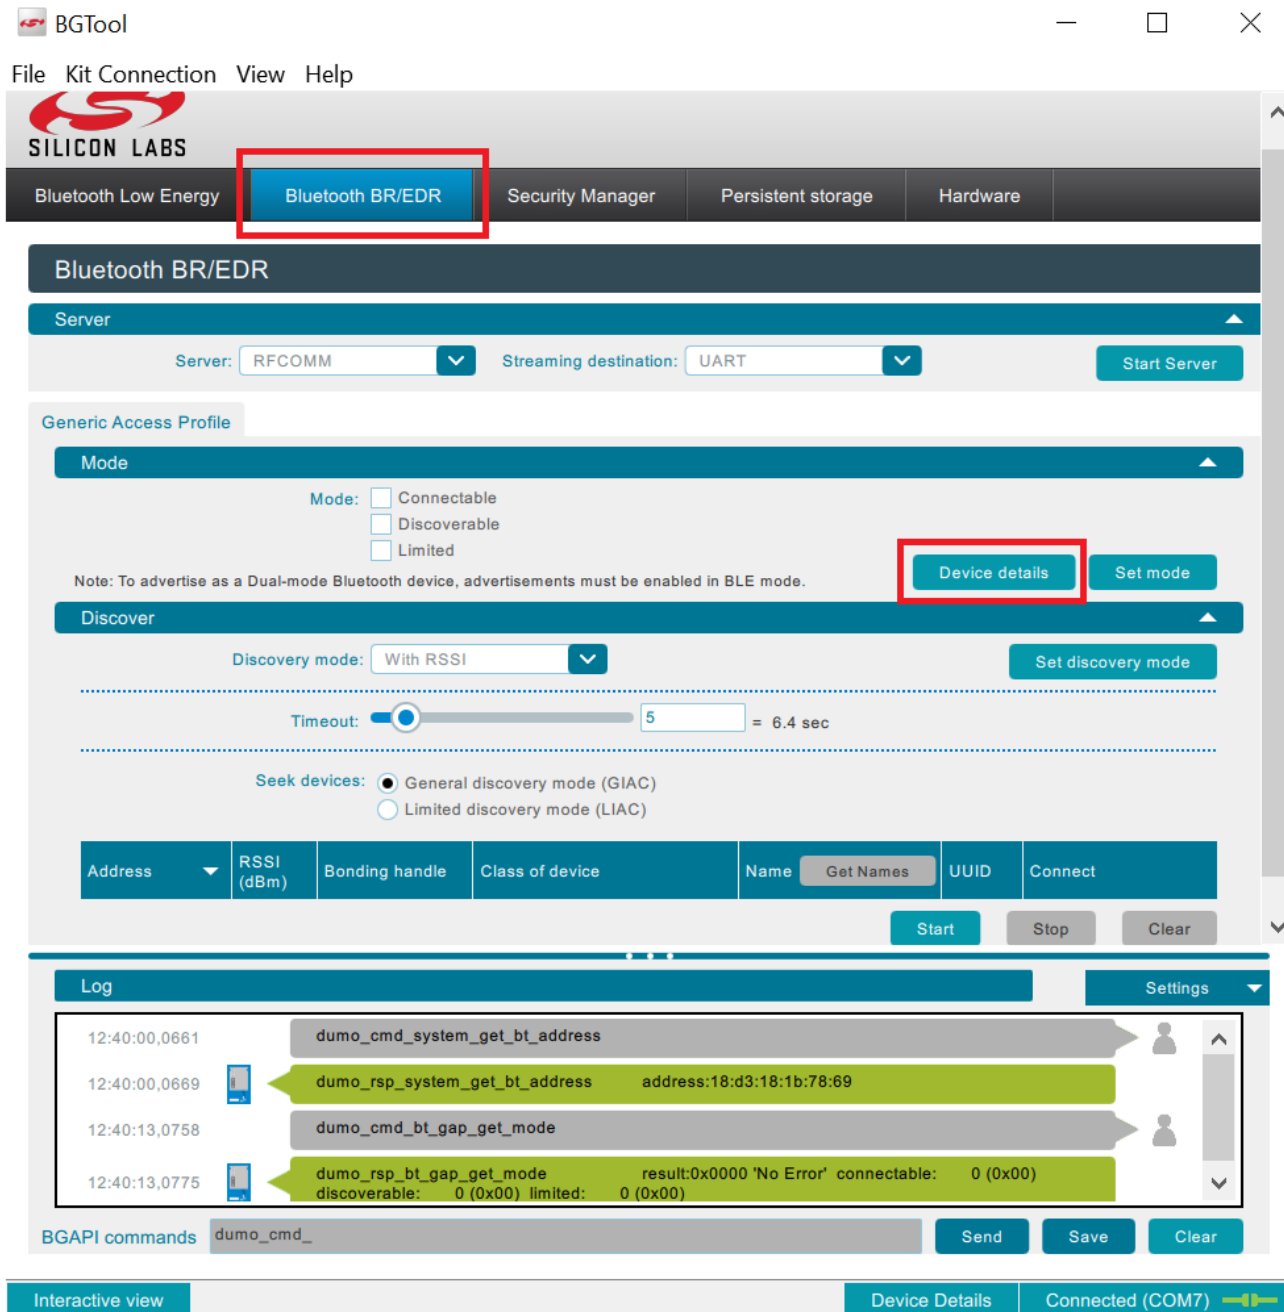 BGTool
File Kit Connection View Help
SILICON LABS
Bluetooth Low Energy Bluetooth BR/EDR Security Manager Persistent storage Hardware
Bluetooth BR/EDR
Server
Server: RFCOMM Streaming destination: UART Start Server
Generic Access Profile
Mode
Mode: Connectable
Discoverable
Limited
Note: To advertise as a Dual-mode Bluetooth device, advertisements must be enabled in BLE mode. Device details Set mode
Discover
Discovery mode: With RSSI Set discovery mode
Timeout: 5 = 6.4 sec
Seek devices: General discovery mode (GIAC)
Limited discovery mode (LIAC)
Address RSSI (dBm) Bonding handle Class of device Name Get Names UUID Connect
Start Stop Clear
Log Settings
12:40:00,0661 dumo_cmd_system_get_bt_address
12:40:00,0669 dumo_rsp_system_get_bt_address address:18:d3:18:1b:78:69
12:40:13,0758 dumo_cmd_bt_gap_get_mode
12:40:13,0775 dumo_rsp_bt_gap_get_mode result:0x0000 'No Error' connectable: 0 (0x00)
discoverable: 0 (0x00) limited: 0 (0x00)
BGAPI commands dumo_cmd_ Send Save Clear
Interactive view Device Details Connected (COM7)